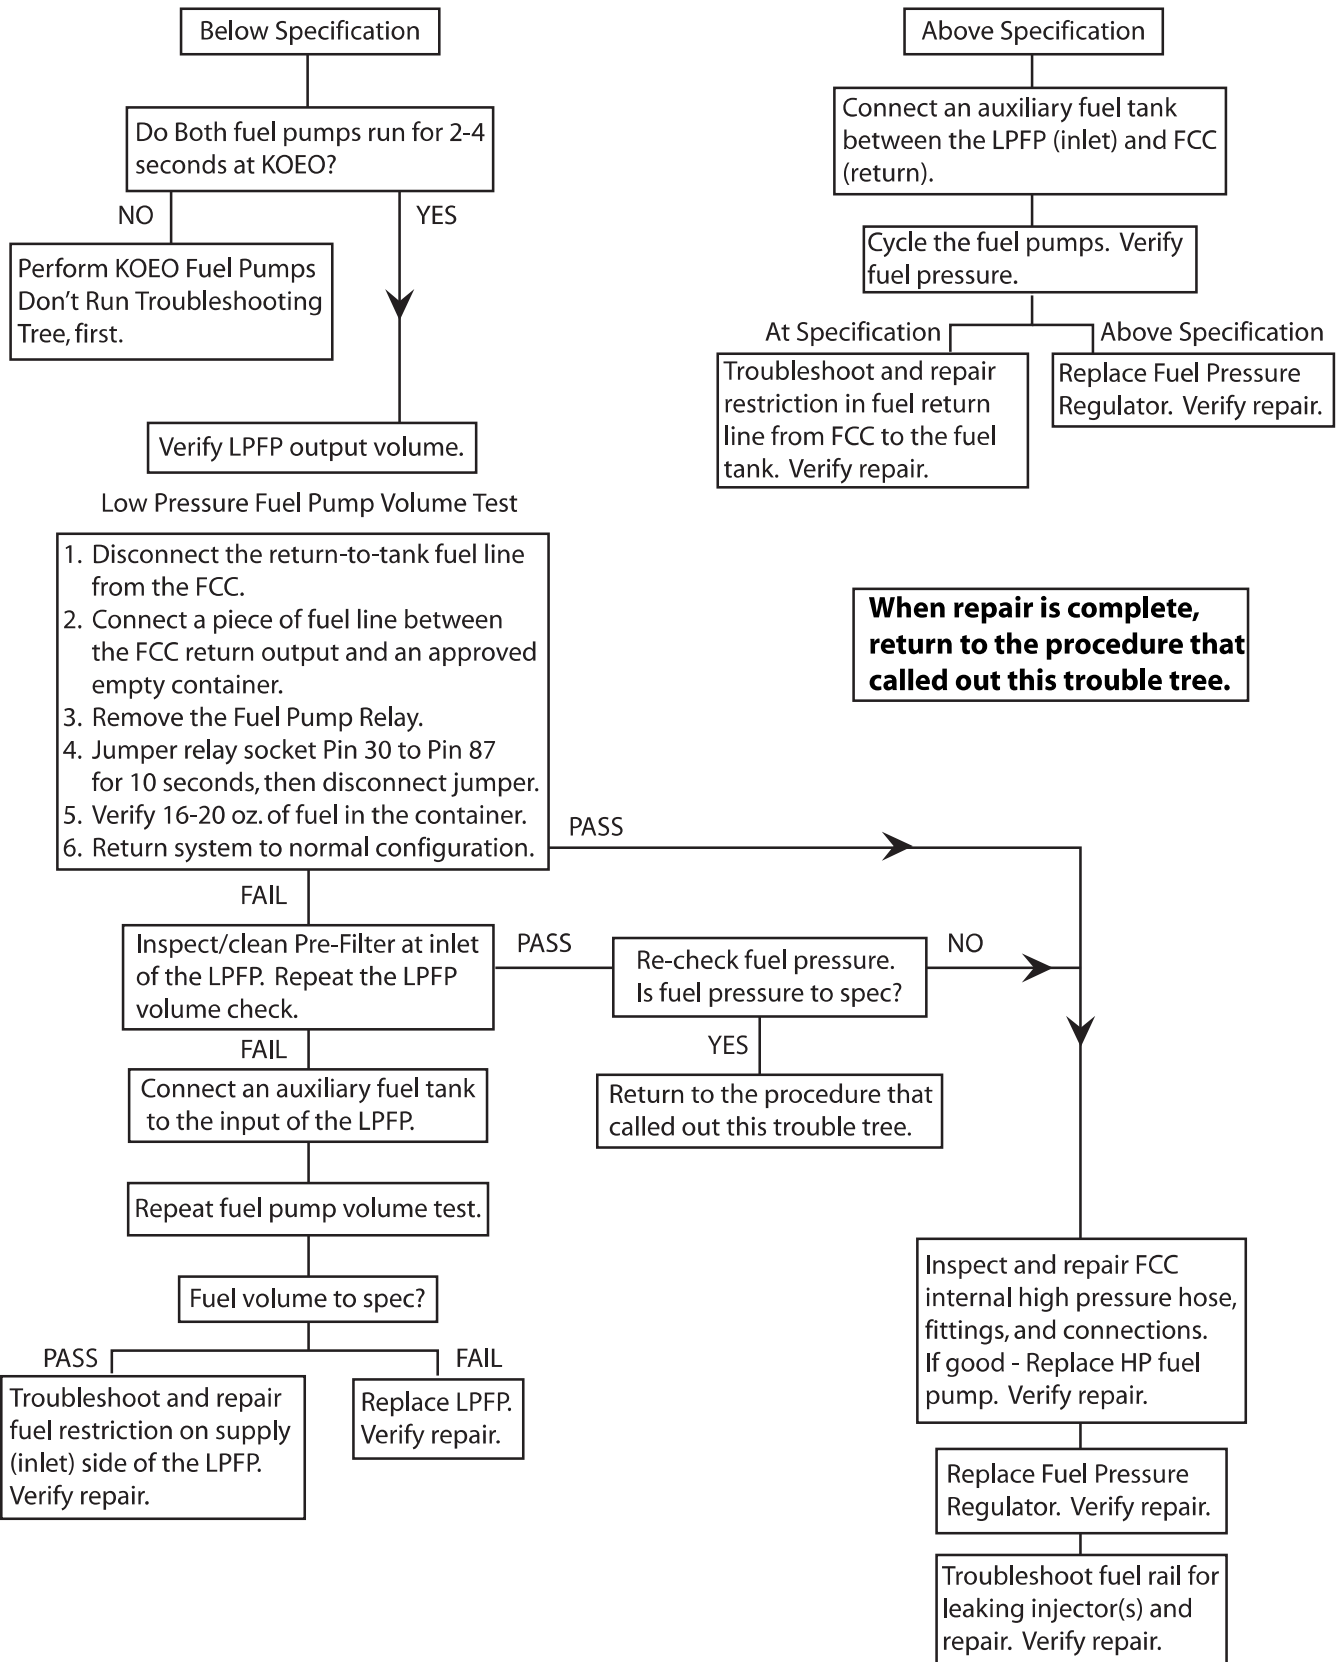 Below Specification
Do Both fuel pumps run for 2-4
seconds at KOEO?
NO
YES
Perform KOEO Fuel Pumps
Don't Run Troubleshooting
Tree, first.
Verify LPFP output volume.
Low Pressure Fuel Pump Volume Test
1. Disconnect the return-to-tank fuel line
from the FCC.
2. Connect a piece of fuel line between
the FCC return output and an approved
empty container.
3. Remove the Fuel Pump Relay.
4. Jumper relay socket Pin 30 to Pin 87
for 10 seconds, then disconnect jumper.
5. Verify 16-20 oz. of fuel in the container.
6. Return system to normal configuration.
PASS
FAIL
Inspect/clean Pre-Filter at inlet
of the LPFP. Repeat the LPFP
volume check.
PASS
Re-check fuel pressure.
Is fuel pressure to spec?
NO
YES
Return to the procedure that
called out this trouble tree.
FAIL
Connect an auxiliary fuel tank
to the input of the LPFP.
Repeat fuel pump volume test.
Fuel volume to spec?
PASS
FAIL
Troubleshoot and repair
fuel restriction on supply
(inlet) side of the LPFP.
Verify repair.
Replace LPFP.
Verify repair.
Above Specification
Connect an auxiliary fuel tank
between the LPFP (inlet) and FCC
(return).
Cycle the fuel pumps. Verify
fuel pressure.
At Specification
Above Specification
Troubleshoot and repair
restriction in fuel return
line from FCC to the fuel
tank. Verify repair.
Replace Fuel Pressure
Regulator. Verify repair.
When repair is complete,
return to the procedure that
called out this trouble tree.
Inspect and repair FCC
internal high pressure hose,
fittings, and connections.
If good - Replace HP fuel
pump. Verify repair.
Replace Fuel Pressure
Regulator. Verify repair.
Troubleshoot fuel rail for
leaking injector(s) and
repair. Verify repair.